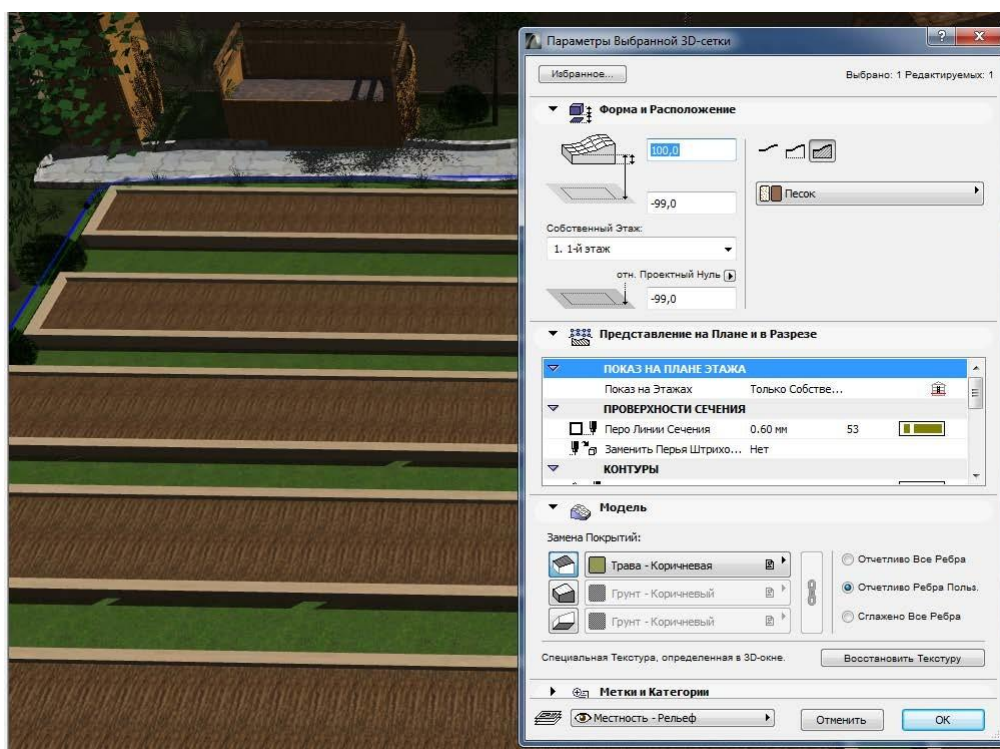 Параметры Выбранной 3D-сетки
Избранное...
Выбрано: 1 Редактируемых: 1
Форма и Расположение
100,0
-99,0
Песок
Собственный Этаж:
1. 1-й этаж
отн. Проектный Нуль
-99,0
Представление на Плане и в Разрезе
ПОКАЗ НА ПЛАНЕ ЭТАЖА
Показ на Этажах Только Собстве...
ПРОВЕРХНОСТИ СЕЧЕНИЯ
Перо Линии Сечения 0.60 мм 53
Заменить Перья Штрихо... Нет
КОНТУРЫ
Модель
Замена Покрытий:
Трава - Коричневая
Грунт - Коричневый
Грунт - Коричневый
Отчетливо Все Ребра
Отчетливо Ребра Польз.
Сглажено Все Ребра
Специальная Текстура, определенная в 3D-окне.
Восстановить Текстуру
Метки и Категории
Местность - Рельеф
Отменить
OK